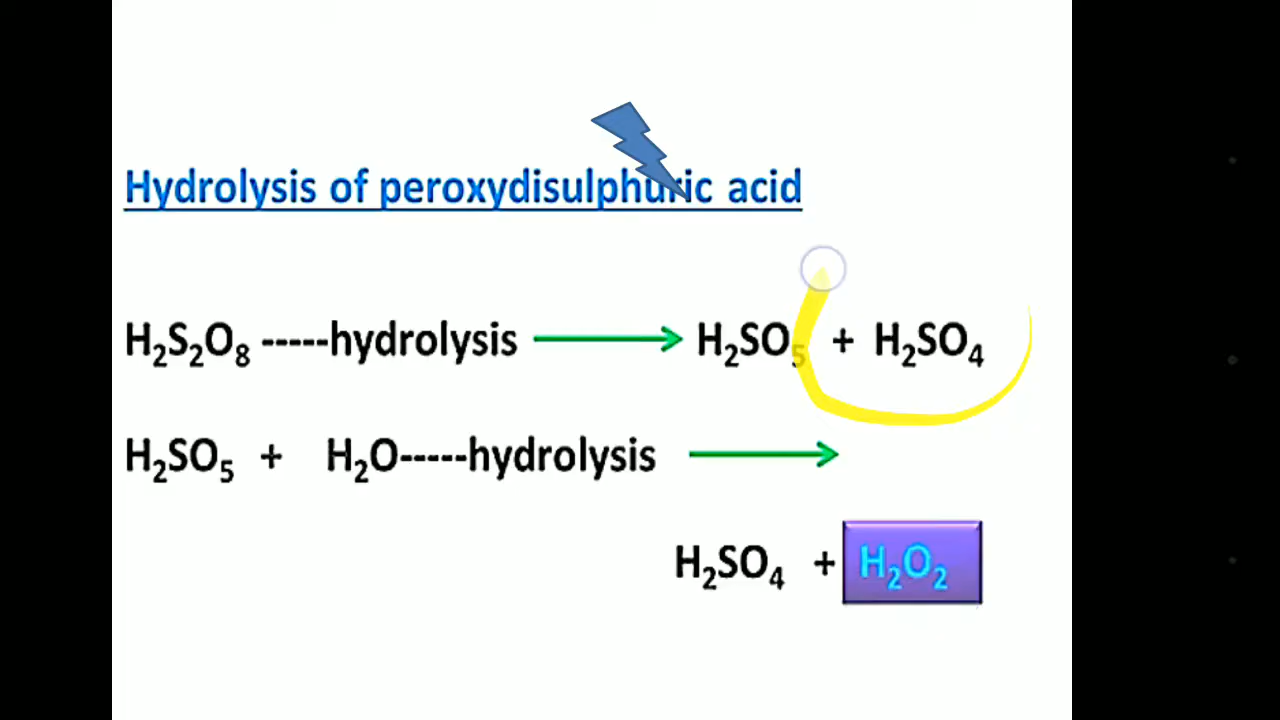 Hydrolysis of peroxydisulphuric acid
H₂S₂O₈ -----hydrolysis → H₂SO₅ + H₂SO₄
H₂SO₅ + H₂O-----hydrolysis →
H₂SO₄ + H₂O₂